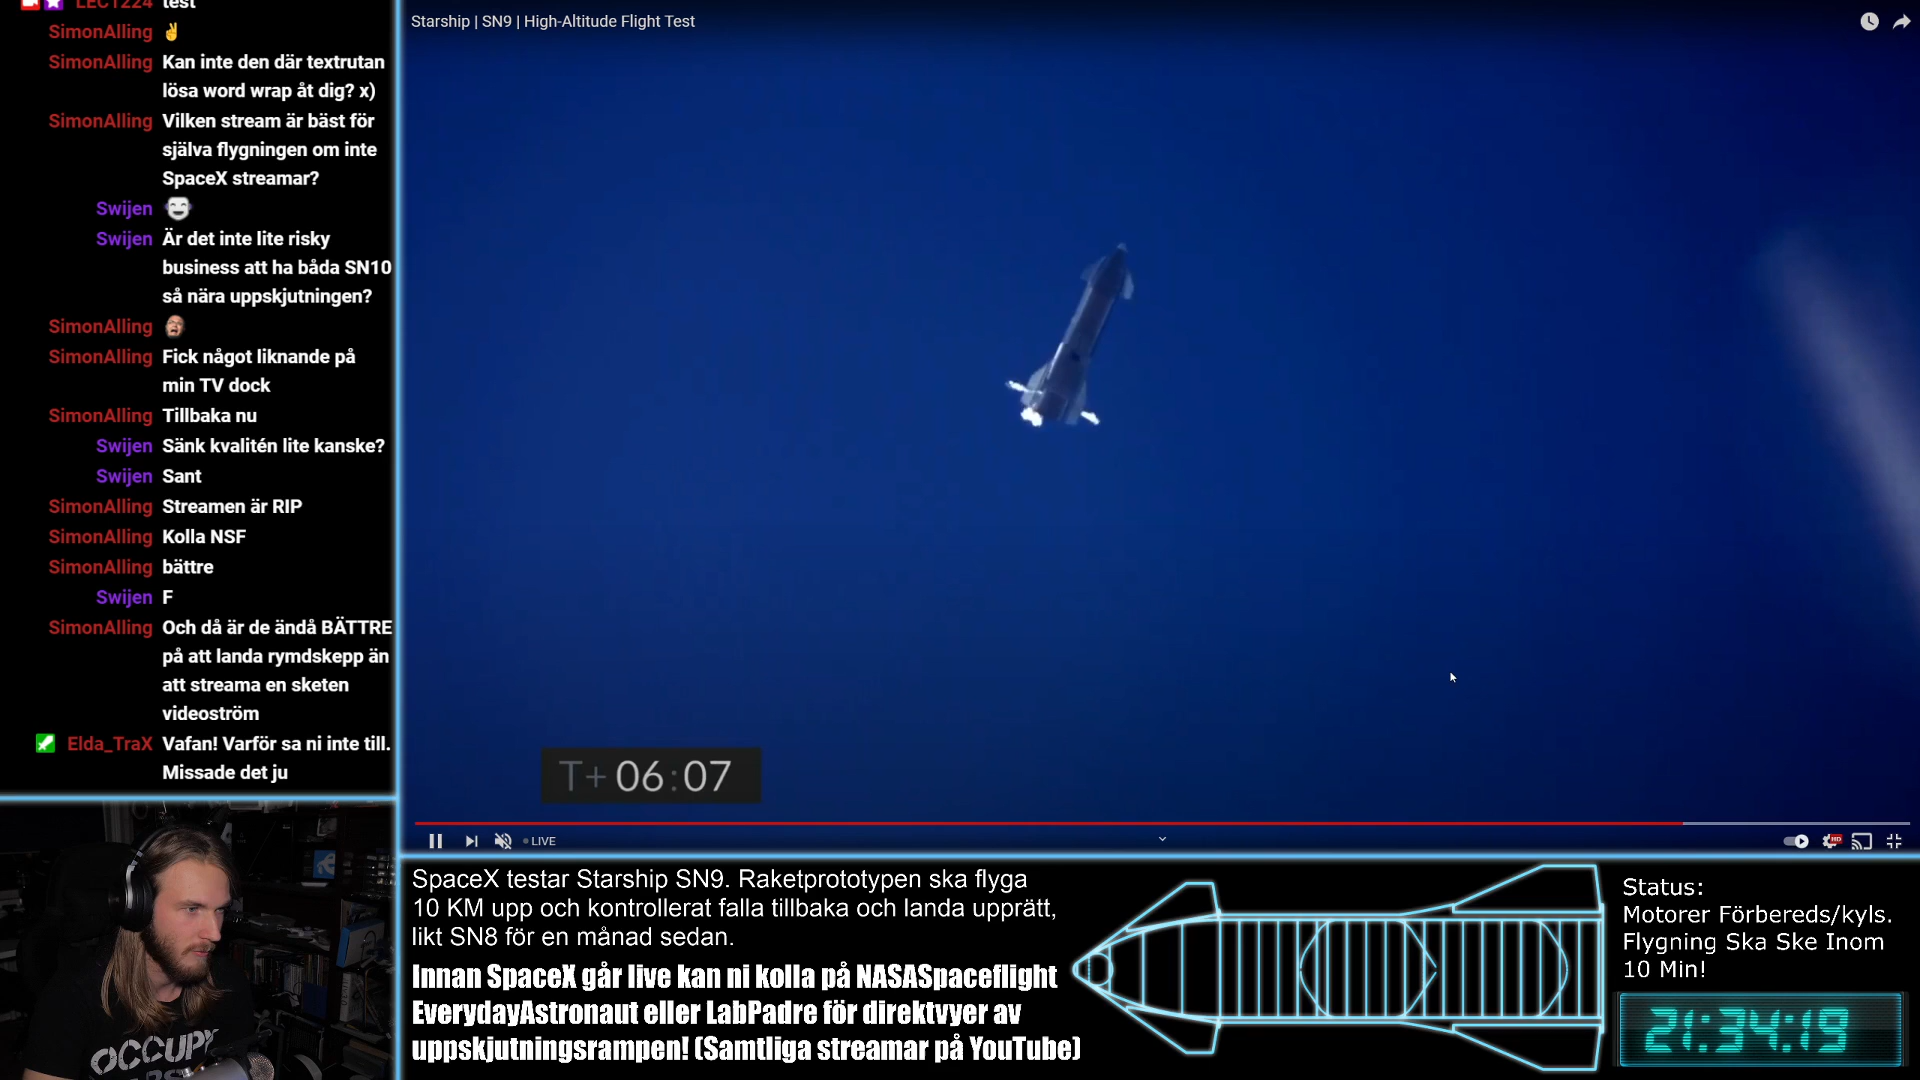 LEC1224 test
SimonAlling
SimonAlling Kan inte den där textrutan
lösa word wrap åt dig? x)
SimonAlling Vilken stream är bäst för
själva flygningen om inte
SpaceX streamar?
Swijen
Swijen Är det inte lite risky
business att ha båda SN10
så nära uppskjutningen?
SimonAlling
SimonAlling Fick något liknande på
min TV dock
SimonAlling Tillbaka nu
Swijen Sänk kvalitén lite kanske?
Swijen Sant
SimonAlling Streamen är RIP
SimonAlling Kolla NSF
SimonAlling bättre
Swijen F
SimonAlling Och då är de ändå BÄTTRE
på att landa rymdskepp än
att streama en sketen
videoström
Elda_TraX Vafan! Varför sa ni inte till.
Missade det ju
Starship | SN9 | High-Altitude Flight Test
T+ 06:07
LIVE
HD
OCCUPY
SpaceX testar Starship SN9. Raketprototypen ska flyga
10 KM upp och kontrollerat falla tillbaka och landa upprätt,
likt SN8 för en månad sedan.
Innan SpaceX går live kan ni kolla på NASASpaceflight
EverydayAstronaut eller LabPadre för direktvyer av
uppskjutningsrampen! (Samtliga streamar på YouTube)
Status:
Motorer Förbereds/kyls.
Flygning Ska Ske Inom
10 Min!
21:34:19